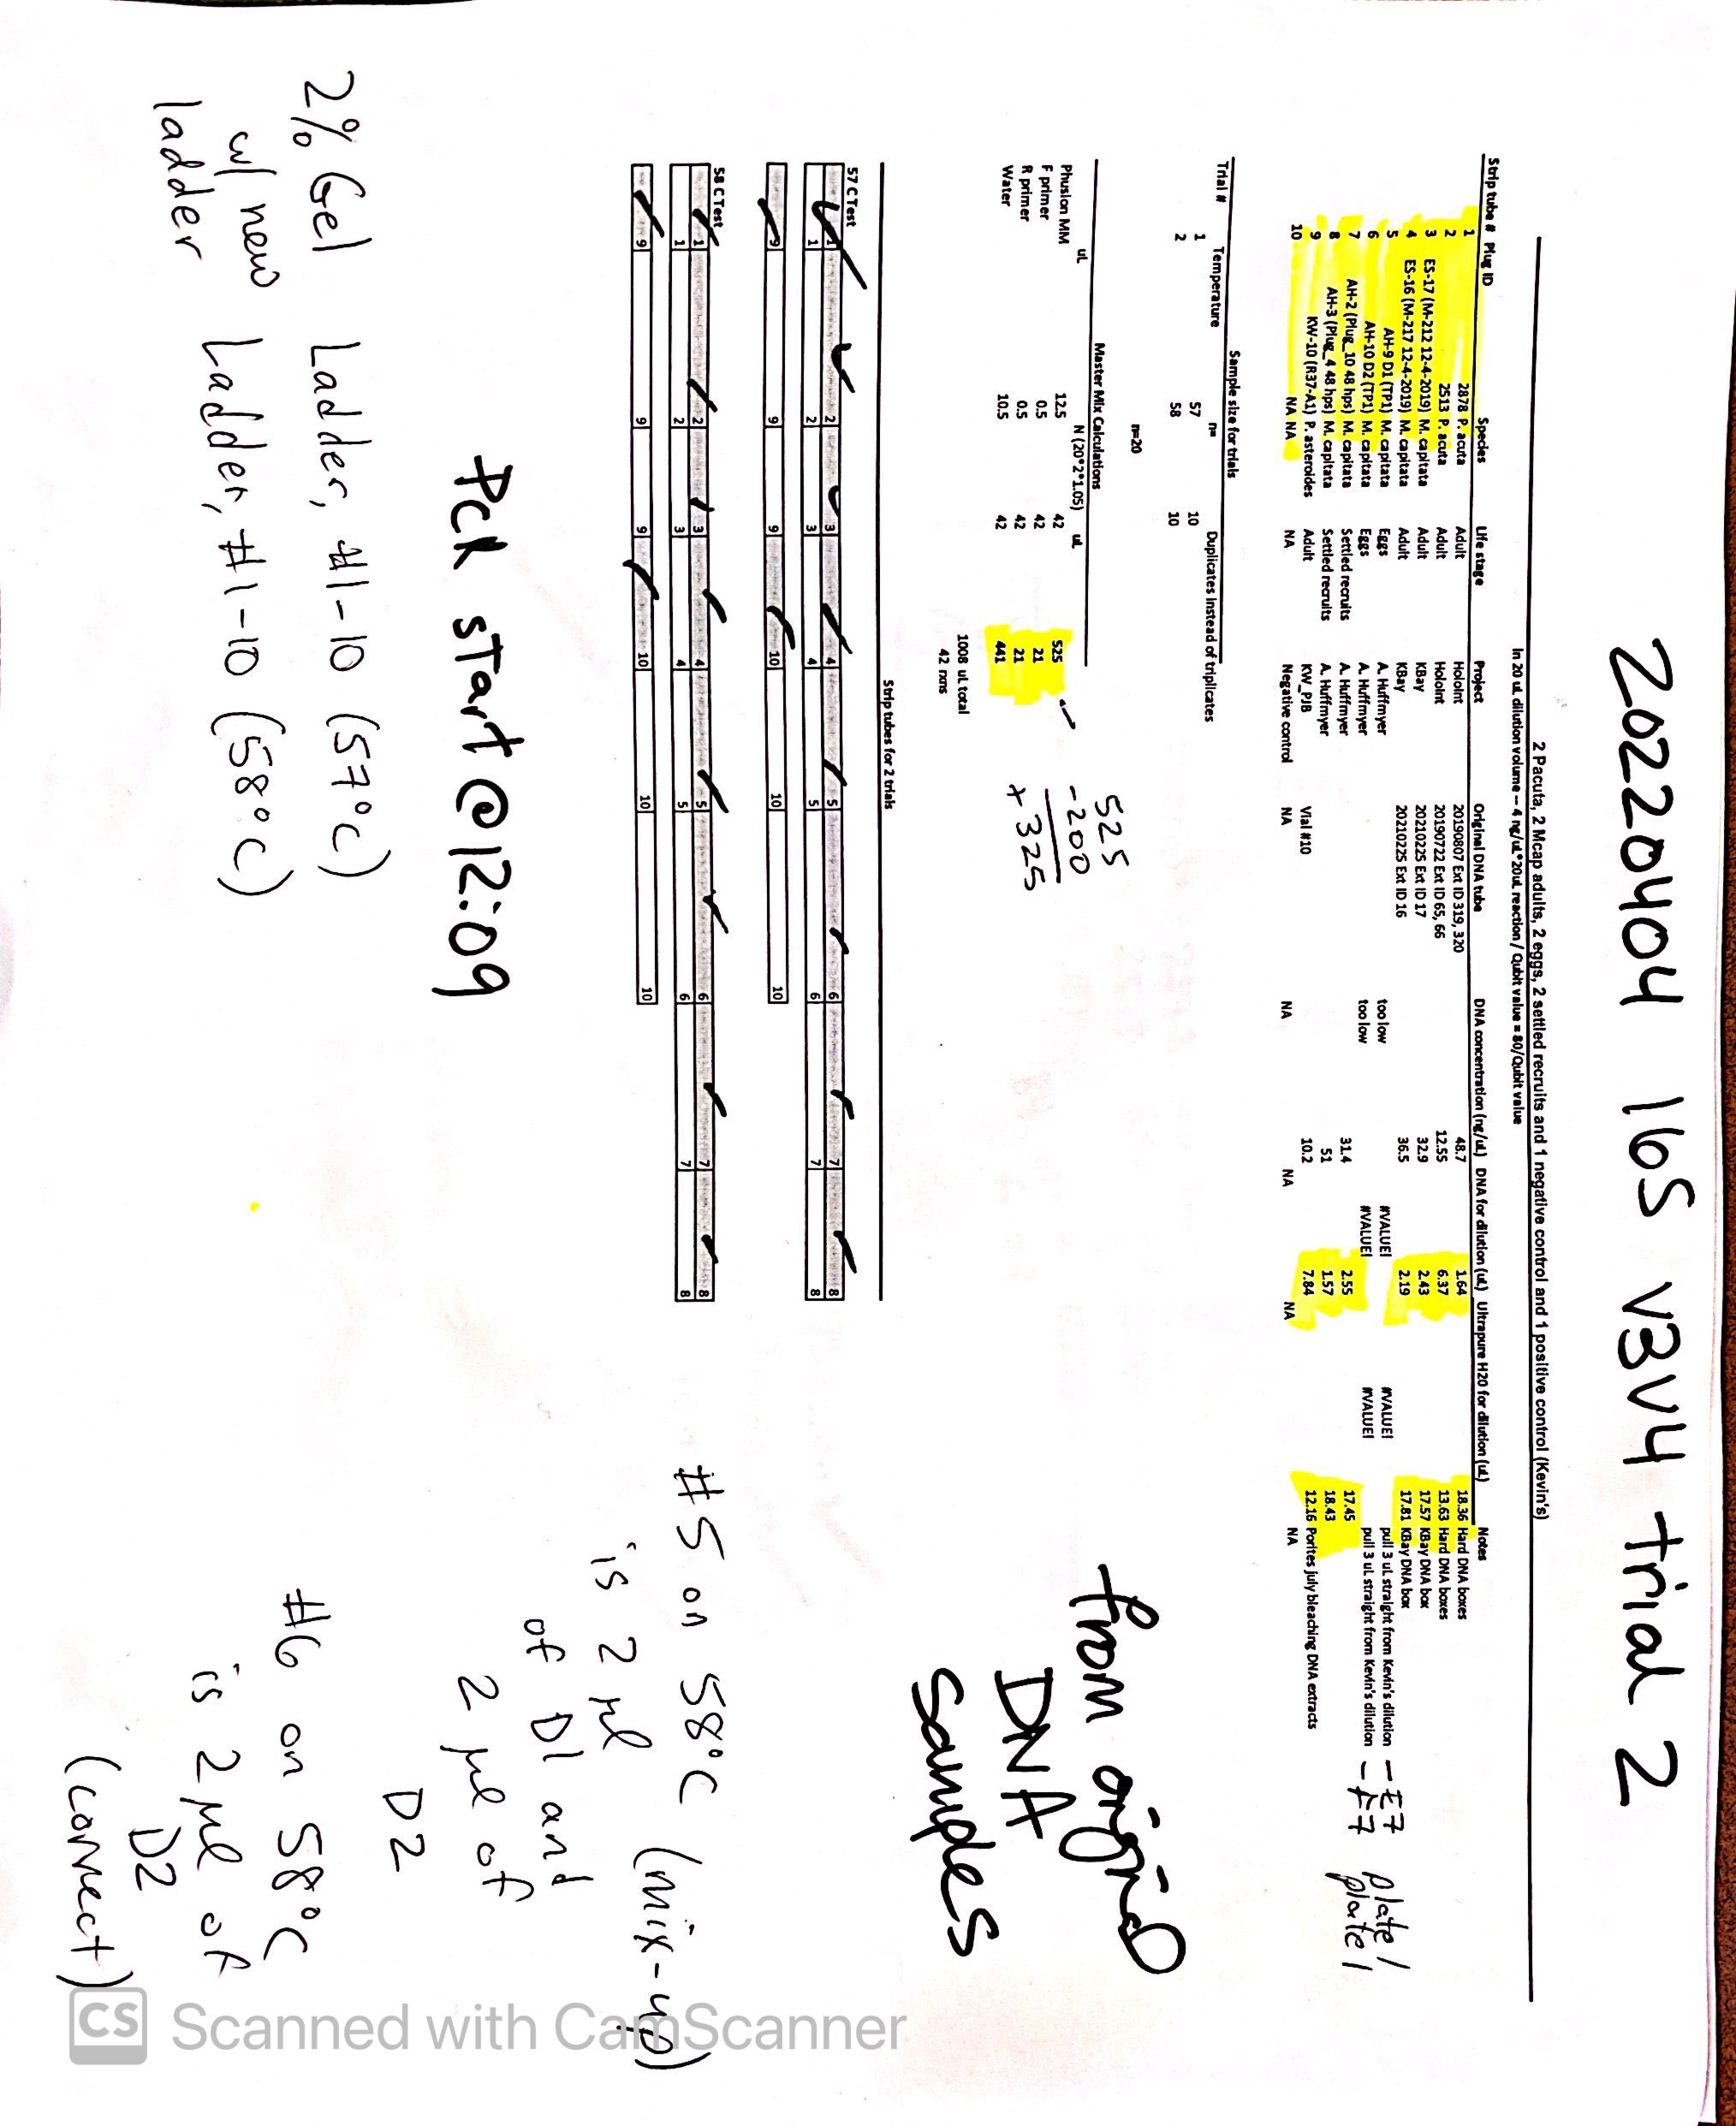 20220404 16S V3V4 trial 2
2 Pacuta, 2 Mcap adults, 2 eggs, 2 settled recruits and 1 negative control and 1 positive control (Kevin's)
In 20 uL dilution volume -- 4 ng/uL*20uL reaction / Qubit value = 80/Qubit value
Strip tube # Plug ID Species Life stage Project Original DNA tube DNA concentration (ng/uL) DNA for dilution (uL) Ultrapure H20 for dilution (uL) Notes
1 2878 P. acuta Adult HoloInt 20190807 Ext ID 319, 320 48.7 1.64 18.36 Hard DNA boxes
2 2513 P. acuta Adult HoloInt 20190722 Ext ID 65, 66 12.55 6.37 13.63 Hard DNA boxes
3 ES-17 (M-212 12-4-2019) M. capitata Adult KBay 20210225 Ext ID 17 32.9 2.43 17.57 KBay DNA box
4 ES-16 (M-217 12-4-2019) M. capitata Adult KBay 20210225 Ext ID 16 36.5 2.19 17.81 KBay DNA box
5 AH-9 D1 (TP1) M. capitata Eggs A. Huffmyer too low #VALUE! #VALUE! pull 3 uL straight from Kevin's dilution - E7 plate 1
6 AH-10 D2 (TP1) M. capitata Eggs A. Huffmyer too low #VALUE! #VALUE! pull 3 uL straight from Kevin's dilution - F7 plate 1
7 AH-2 (Plug_10 48 hps) M. capitata Settled recruits A. Huffmyer 31.4 2.55 17.45
8 AH-3 (Plug_4 48 hps) M. capitata Settled recruits A. Huffmyer 51 1.57 18.43
9 KW-10 (R37-A1) P. asteroides Adult KW_PJB Vial #10 10.2 7.84 12.16 Porites july bleaching DNA extracts
10 NA NA NA Negative control NA NA NA NA NA
from original
DNA
samples
Sample size for trials
Trial # Temperature n= Duplicates instead of triplicates
1 57 10
2 58 10
n=20
525
-200
+ 325
Master Mix Calculations
uL N (20*2*1.05) uL
Phusion MM 12.5 42 525
F primer 0.5 42 21
R primer 0.5 42 21
Water 10.5 42 441
1008 uL total
42 rxns
Strip tubes for 2 trials
57 C Test
1 2 3 4 5 6 7 8
1 2 3 4 5 6 7 8
9 9 9 10 10 10
58 C Test
1 2 3 4 5 6 7 8
1 2 3 4 5 6 7 8
9 9 9 10 10 10
#5 on 58°C (mix-up)
is 2 μl
of D1 and
2 μl of
D2
PCR start @ 12:09
#6 on 58°C
is 2 μl of
D2
(correct)
2% Gel
w/ new
ladder
Ladder, #1-10 (57°C)
Ladder, #1-10 (58°C)
CS Scanned with CamScanner